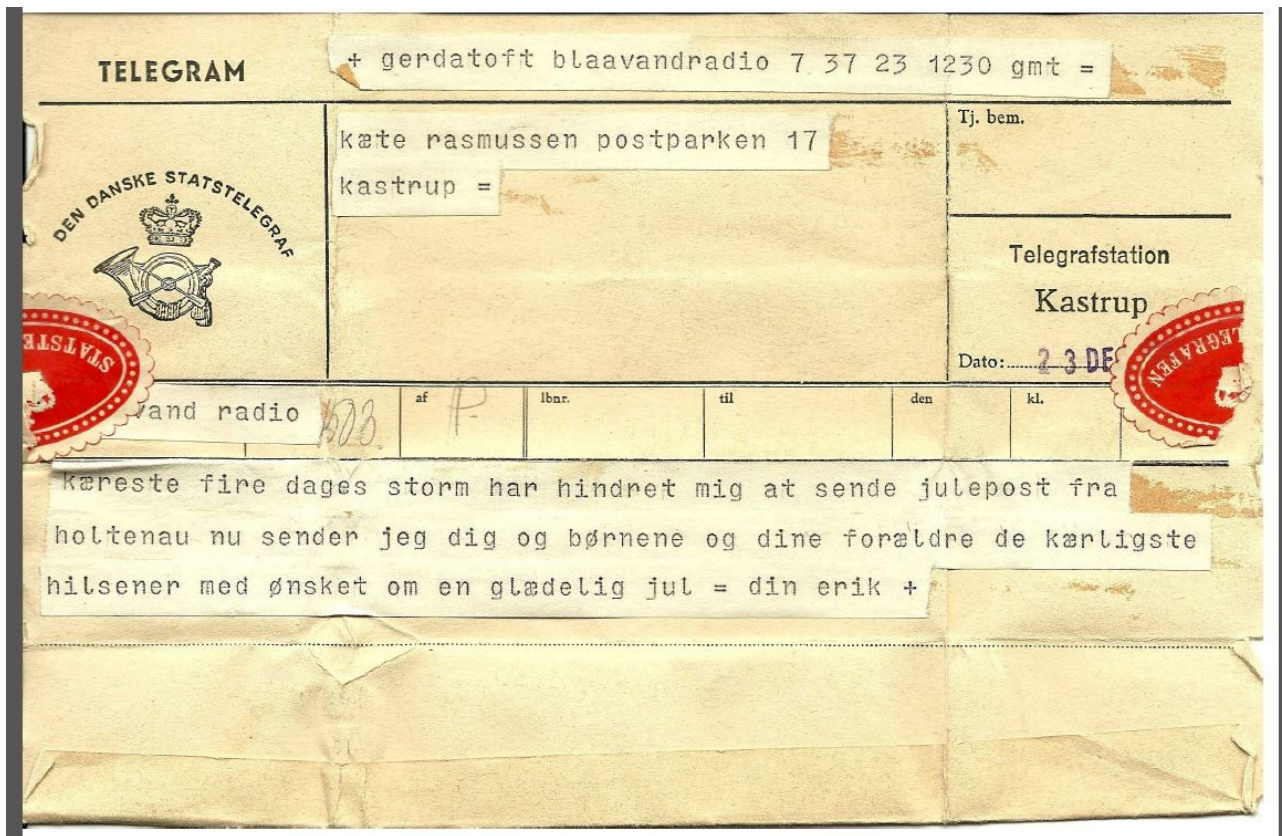 TELEGRAM
+ gerdatoft blaavandradio 7 37 23 1230 gmt =
kæte rasmussen postparken 17
kastrup =
Tj. bem.
DEN DANSKE STATSTELEGRAF
Telegrafstation
Kastrup
Dato: 23 DE
STATSTE
LEGRAFEN
vand radio
af
lbnr.
til
den
kl.
kæreste fire dages storm har hindret mig at sende julepost fra
holtenau nu sender jeg dig og børnene og dine forældre de kærligste
hilsener med ønsket om en glædelig jul = din erik +